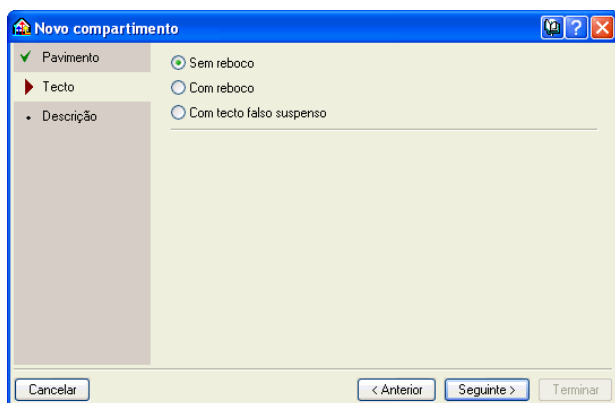 Novo compartimento
Pavimento
Tecto
Descrição
Sem reboco
Com reboco
Com tecto falso suspenso
Cancelar
< Anterior
Seguinte >
Terminar